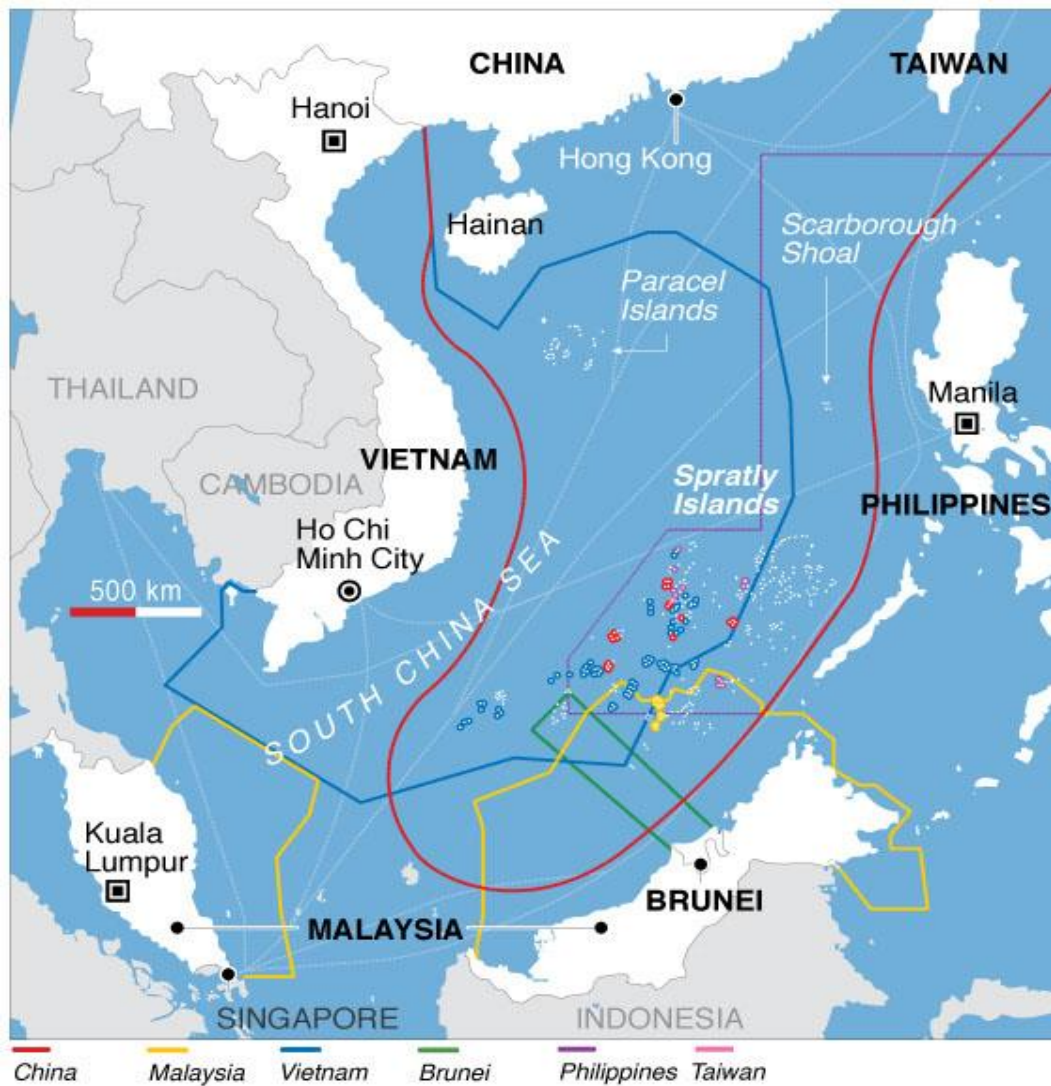 CHINA
TAIWAN
Hanoi
Hong Kong
Hainan
Scarborough
Shoal
Paracel
Islands
THAILAND
Manila
VIETNAM
CAMBODIA
Spratly
Islands
PHILIPPINES
Ho Chi
Minh City
500 km
SOUTH CHINA SEA
Kuala
Lumpur
BRUNEI
MALAYSIA
SINGAPORE
INDONESIA
China
Malaysia
Vietnam
Brunei
Philippines
Taiwan